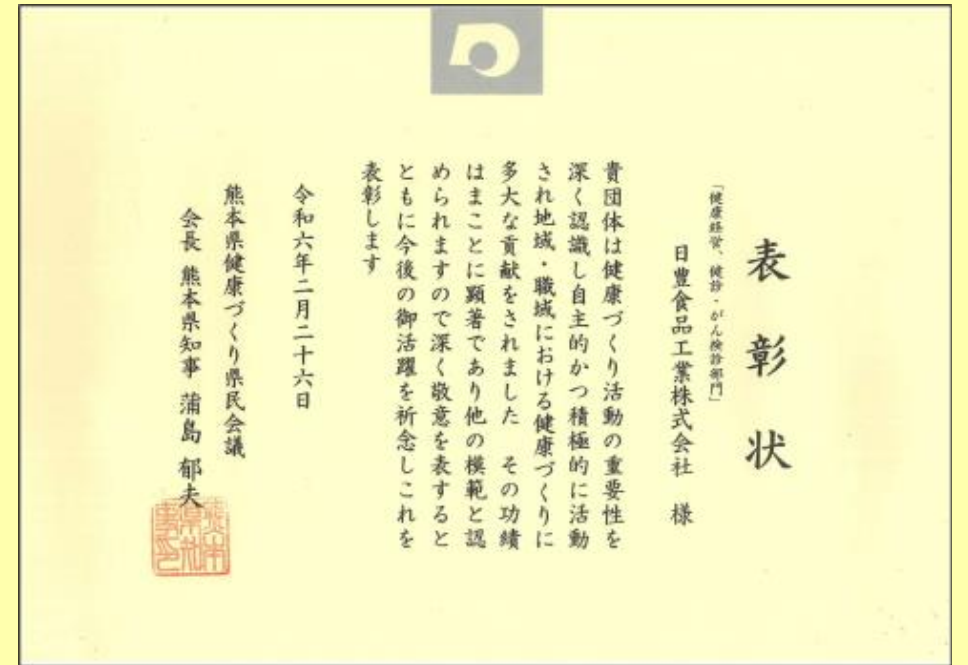 表彰状
「健康経営、健診・がん検診部門」
日豊食品工業株式会社 様
貴団体は健康づくり活動の重要性を
深く認識し自主的かつ積極的に活動
され地域・職域における健康づくりに
多大な貢献をされました その功績
はまことに顕著であり他の模範と認
められますので深く敬意を表すると
ともに今後の御活躍を祈念しこれを
表彰します
令和六年二月二十六日
熊本県健康づくり県民会議
会長 熊本県知事 蒲島 郁夫